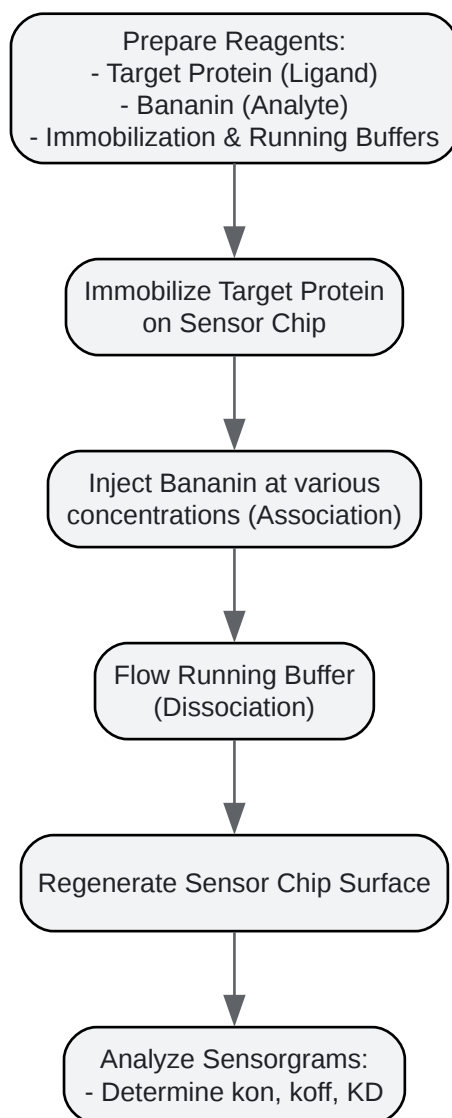 Prepare Reagents:
- Target Protein (Ligand)
- Bananin (Analyte)
- Immobilization & Running Buffers
Immobilize Target Protein
on Sensor Chip
Inject Bananin at various
concentrations (Association)
Flow Running Buffer
(Dissociation)
Regenerate Sensor Chip Surface
Analyze Sensorgrams:
- Determine kon, koff, KD